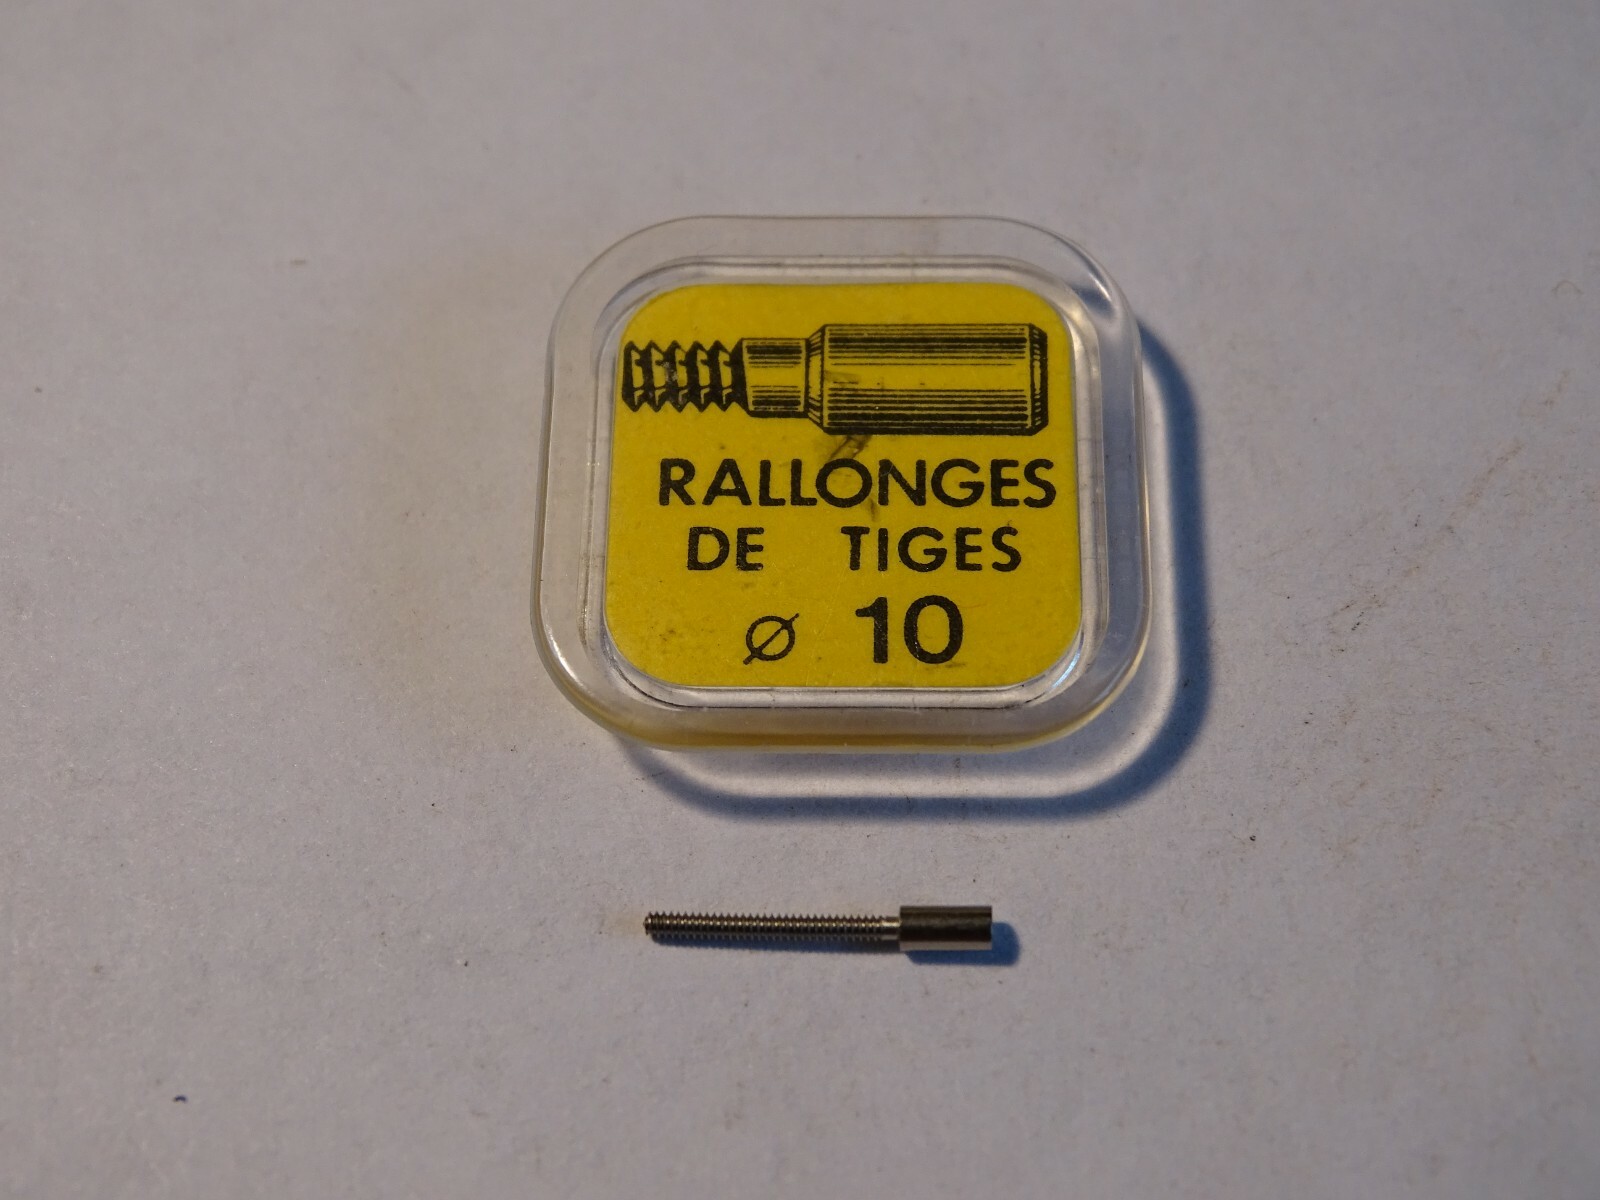 RALLONGES
DE TIGES
ø 10